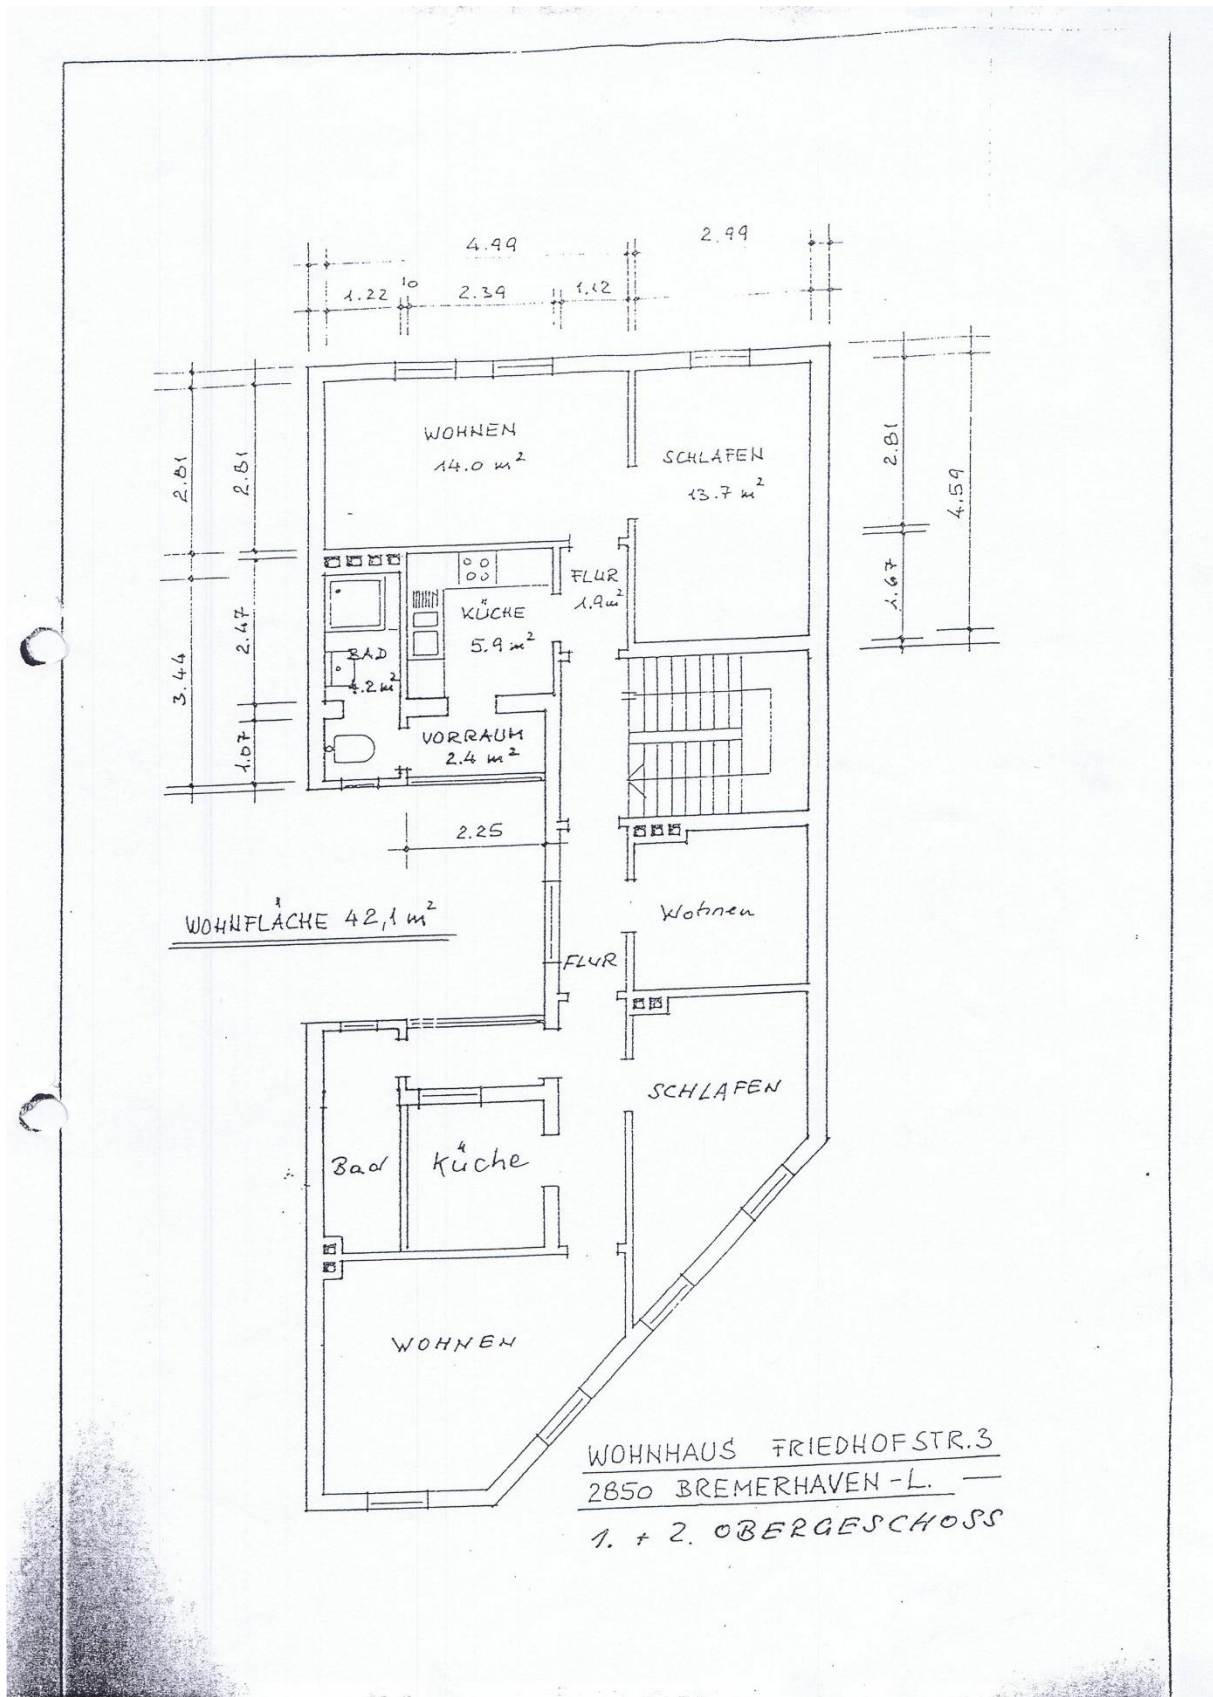 4.99
2.99
1.22
10
2.39
1.12
2.81
2.81
WOHNEN
14.0 m²
SCHLAFEN
13.7 m²
2.81
4.59
FLUR
1.9 m²
KÜCHE
5.9 m²
1.67
2.47
3.44
BAD
4.2 m²
VORRAUM
2.4 m²
1.07
2.25
WOHNFLÄCHE 42,1 m²
Wohnen
FLUR
SCHLAFEN
Bad
Küche
WOHNEN
WOHNHAUS FRIEDHOFSTR.3
2850 BREMERHAVEN-L.
1. + 2. OBERGESCHOSS